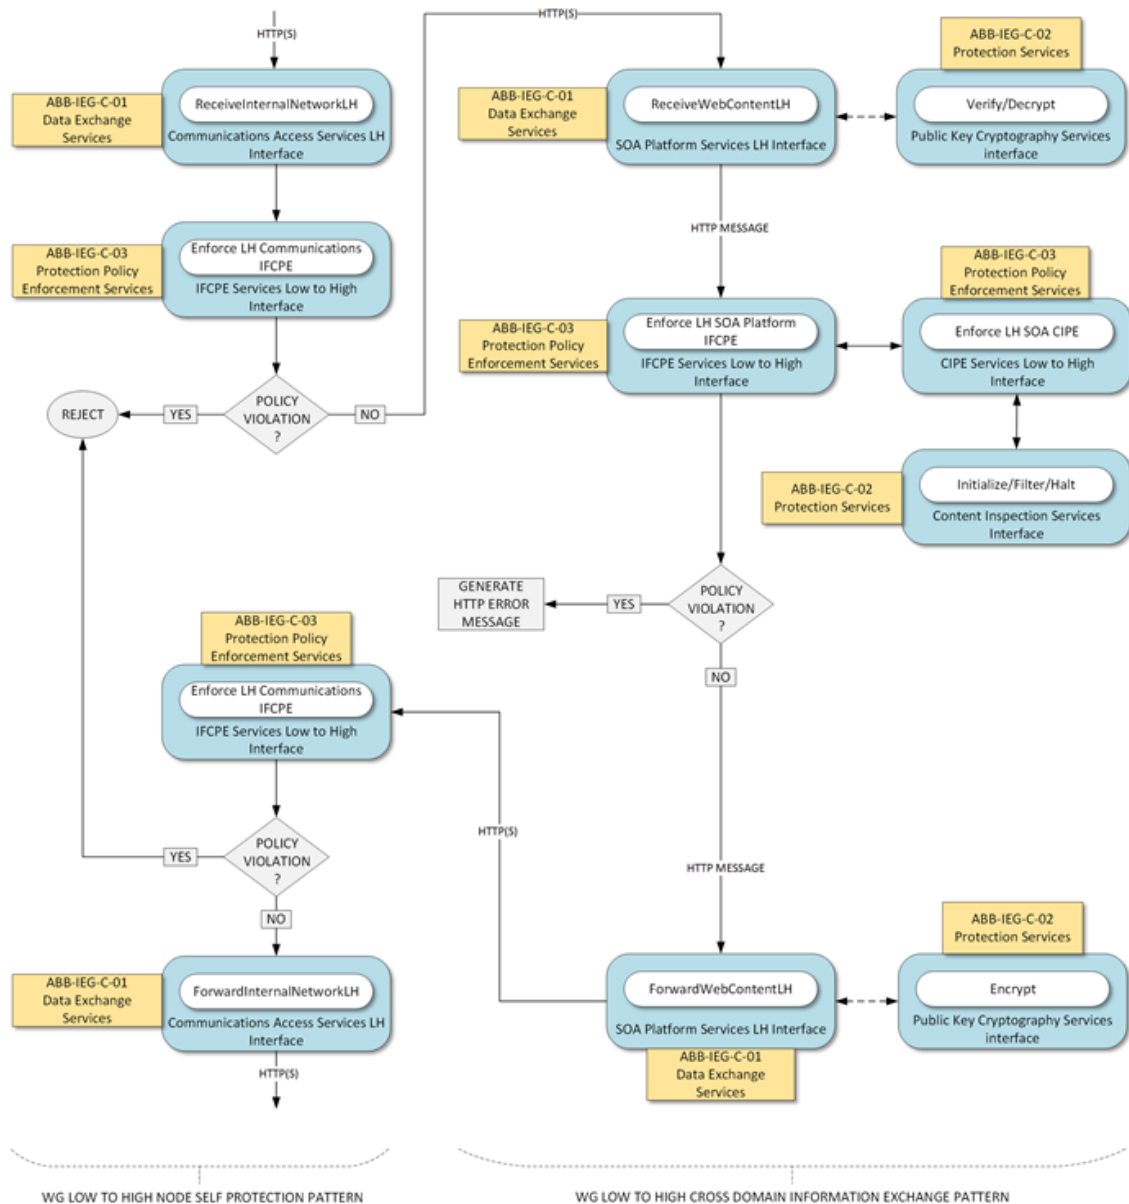 HTTP(S)
ABB-IEG-C-01
Data Exchange
Services
ReceiveInternalNetworkLH
Communications Access Services LH
Interface
ABB-IEG-C-03
Protection Policy
Enforcement Services
Enforce LH Communications
IFCPE
IFCPE Services Low to High
Interface
POLICY
VIOLATION
?
YES
REJECT
NO
HTTP(S)
ABB-IEG-C-01
Data Exchange
Services
ReceiveWebContentLH
SOA Platform Services LH Interface
ABB-IEG-C-02
Protection Services
Verify/Decrypt
Public Key Cryptography Services
interface
HTTP MESSAGE
ABB-IEG-C-03
Protection Policy
Enforcement Services
Enforce LH SOA Platform
IFCPE
IFCPE Services Low to High
Interface
ABB-IEG-C-03
Protection Policy
Enforcement Services
Enforce LH SOA CIPE
CIPE Services Low to High
Interface
ABB-IEG-C-02
Protection Services
Initialize/Filter/Halt
Content Inspection Services
Interface
POLICY
VIOLATION
?
YES
GENERATE
HTTP ERROR
MESSAGE
NO
HTTP MESSAGE
ABB-IEG-C-02
Protection Services
Encrypt
Public Key Cryptography Services
interface
ForwardWebContentLH
SOA Platform Services LH Interface
ABB-IEG-C-01
Data Exchange
Services
HTTP(S)
ABB-IEG-C-03
Protection Policy
Enforcement Services
Enforce LH Communications
IFCPE
IFCPE Services Low to High
Interface
POLICY
VIOLATION
?
YES
NO
ABB-IEG-C-01
Data Exchange
Services
ForwardInternalNetworkLH
Communications Access Services LH
Interface
HTTP(S)
WG LOW TO HIGH NODE SELF PROTECTION PATTERN
WG LOW TO HIGH CROSS DOMAIN INFORMATION EXCHANGE PATTERN